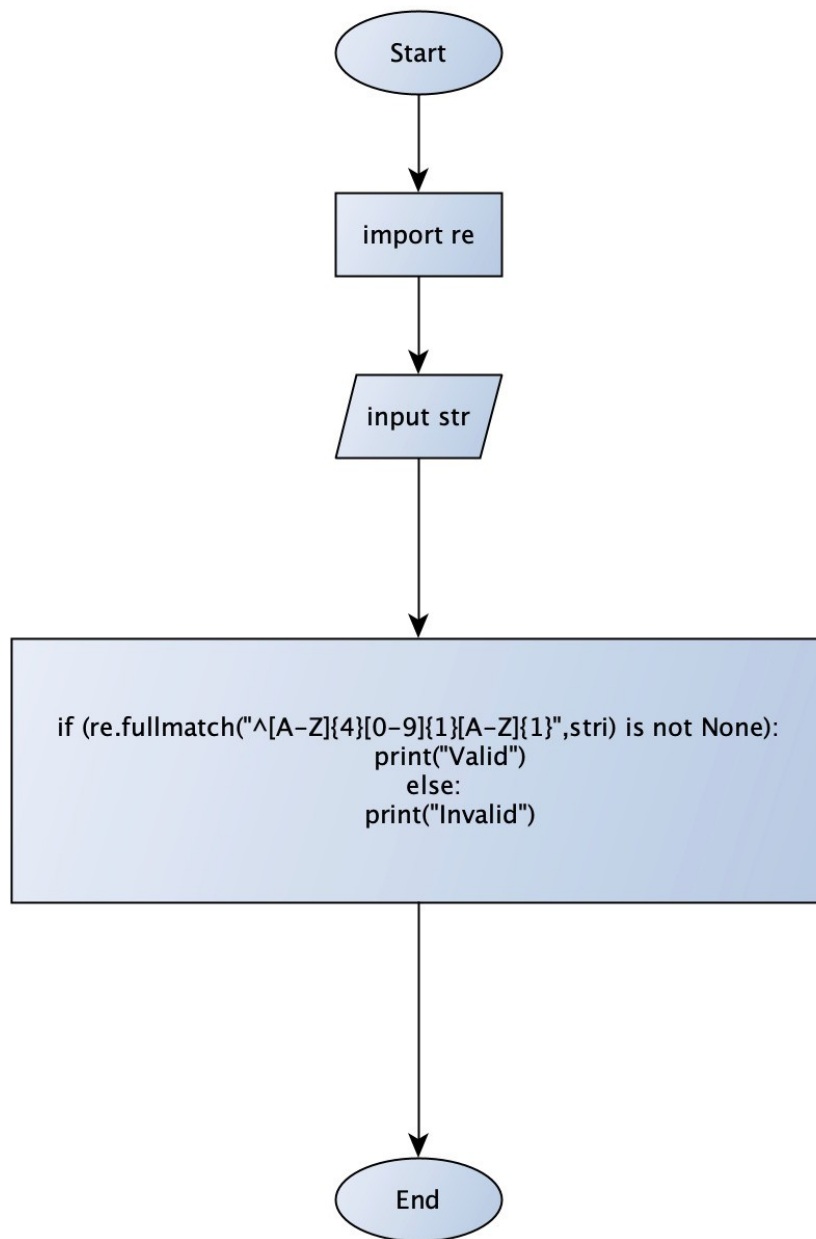 Start
import re
input str
if (re.fullmatch("^[A-Z]{4}[0-9]{1}[A-Z]{1}",stri) is not None):
print("Valid")
else:
print("Invalid")
End